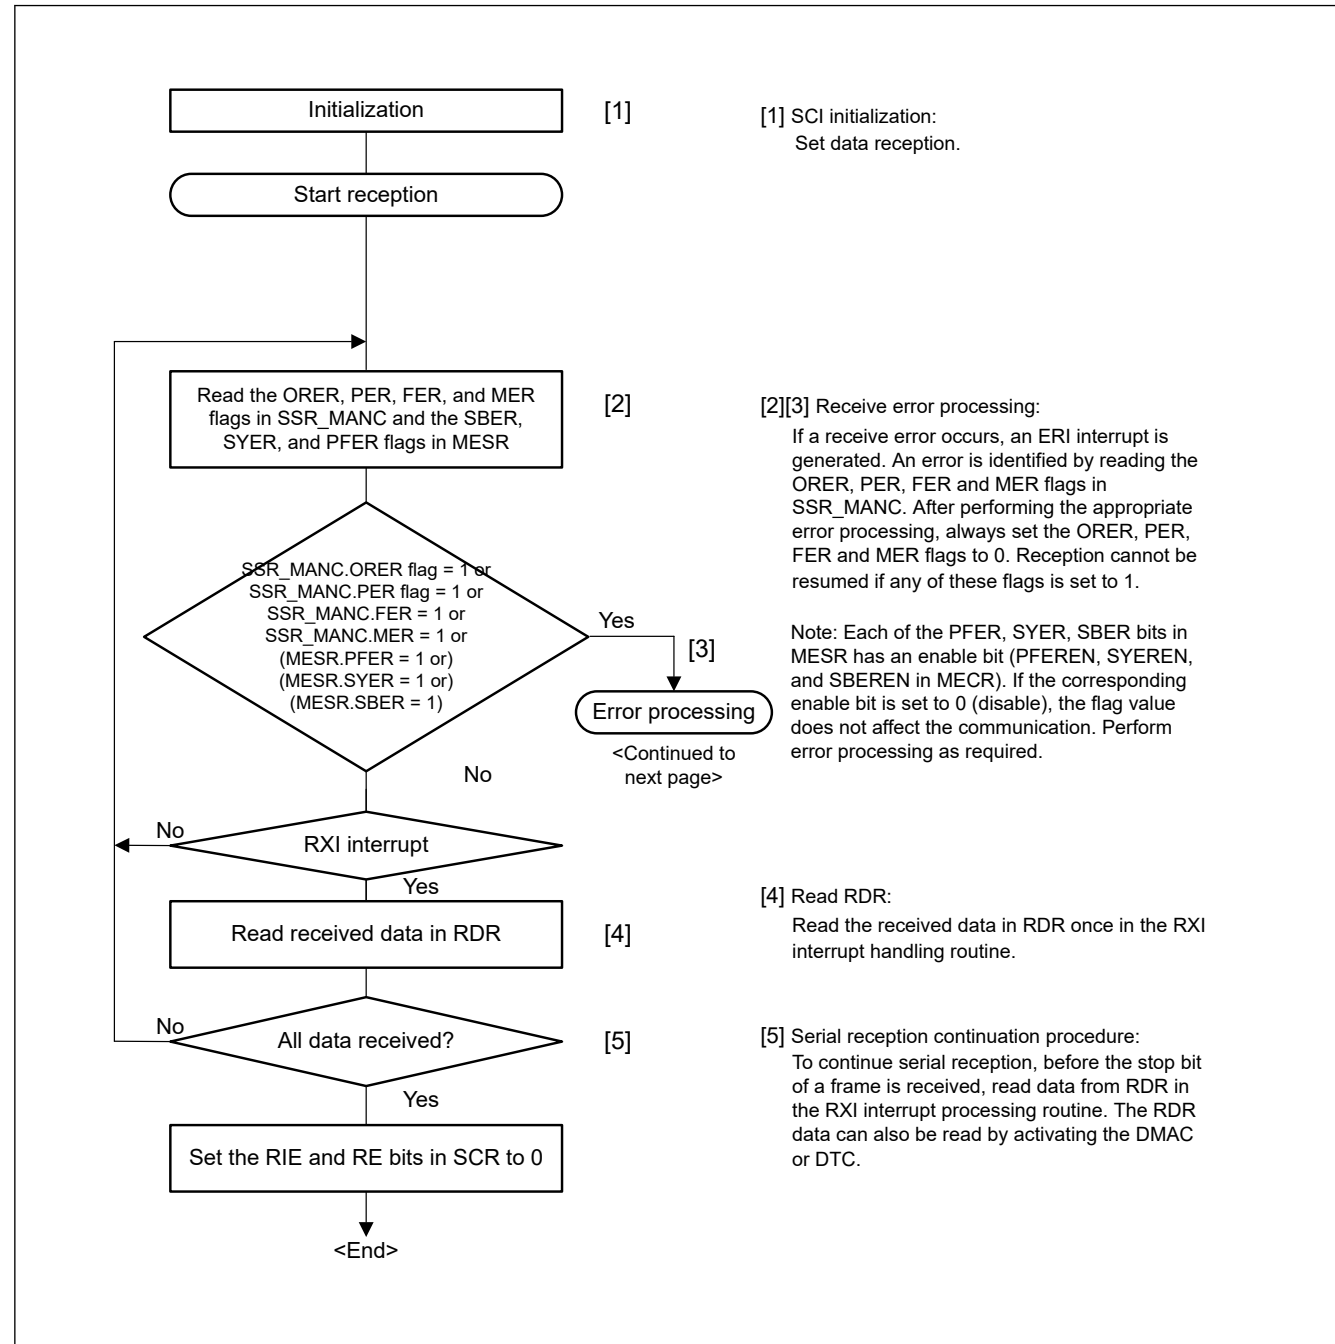 Initialization
[1]
[1] SCI initialization:
Set data reception.
Start reception
Read the ORER, PER, FER, and MER
flags in SSR_MANC and the SBER,
SYER, and PFER flags in MESR
[2]
[2][3] Receive error processing:
If a receive error occurs, an ERI interrupt is
generated. An error is identified by reading the
ORER, PER, FER and MER flags in
SSR_MANC. After performing the appropriate
error processing, always set the ORER, PER,
FER and MER flags to 0. Reception cannot be
resumed if any of these flags is set to 1.
Note: Each of the PFER, SYER, SBER bits in
MESR has an enable bit (PFEREN, SYEREN,
and SBEREN in MECR). If the corresponding
enable bit is set to 0 (disable), the flag value
does not affect the communication. Perform
error processing as required.
SSR_MANC.ORER flag = 1 or
SSR_MANC.PER flag = 1 or
SSR_MANC.FER = 1 or
SSR_MANC.MER = 1 or
(MESR.PFER = 1 or)
(MESR.SYER = 1 or)
(MESR.SBER = 1)
Yes
[3]
Error processing
<Continued to
next page>
No
RXI interrupt
No
Yes
Read received data in RDR
[4]
[4] Read RDR:
Read the received data in RDR once in the RXI
interrupt handling routine.
All data received?
No
[5]
[5] Serial reception continuation procedure:
To continue serial reception, before the stop bit
of a frame is received, read data from RDR in
the RXI interrupt processing routine. The RDR
data can also be read by activating the DMAC
or DTC.
Yes
Set the RIE and RE bits in SCR to 0
<End>